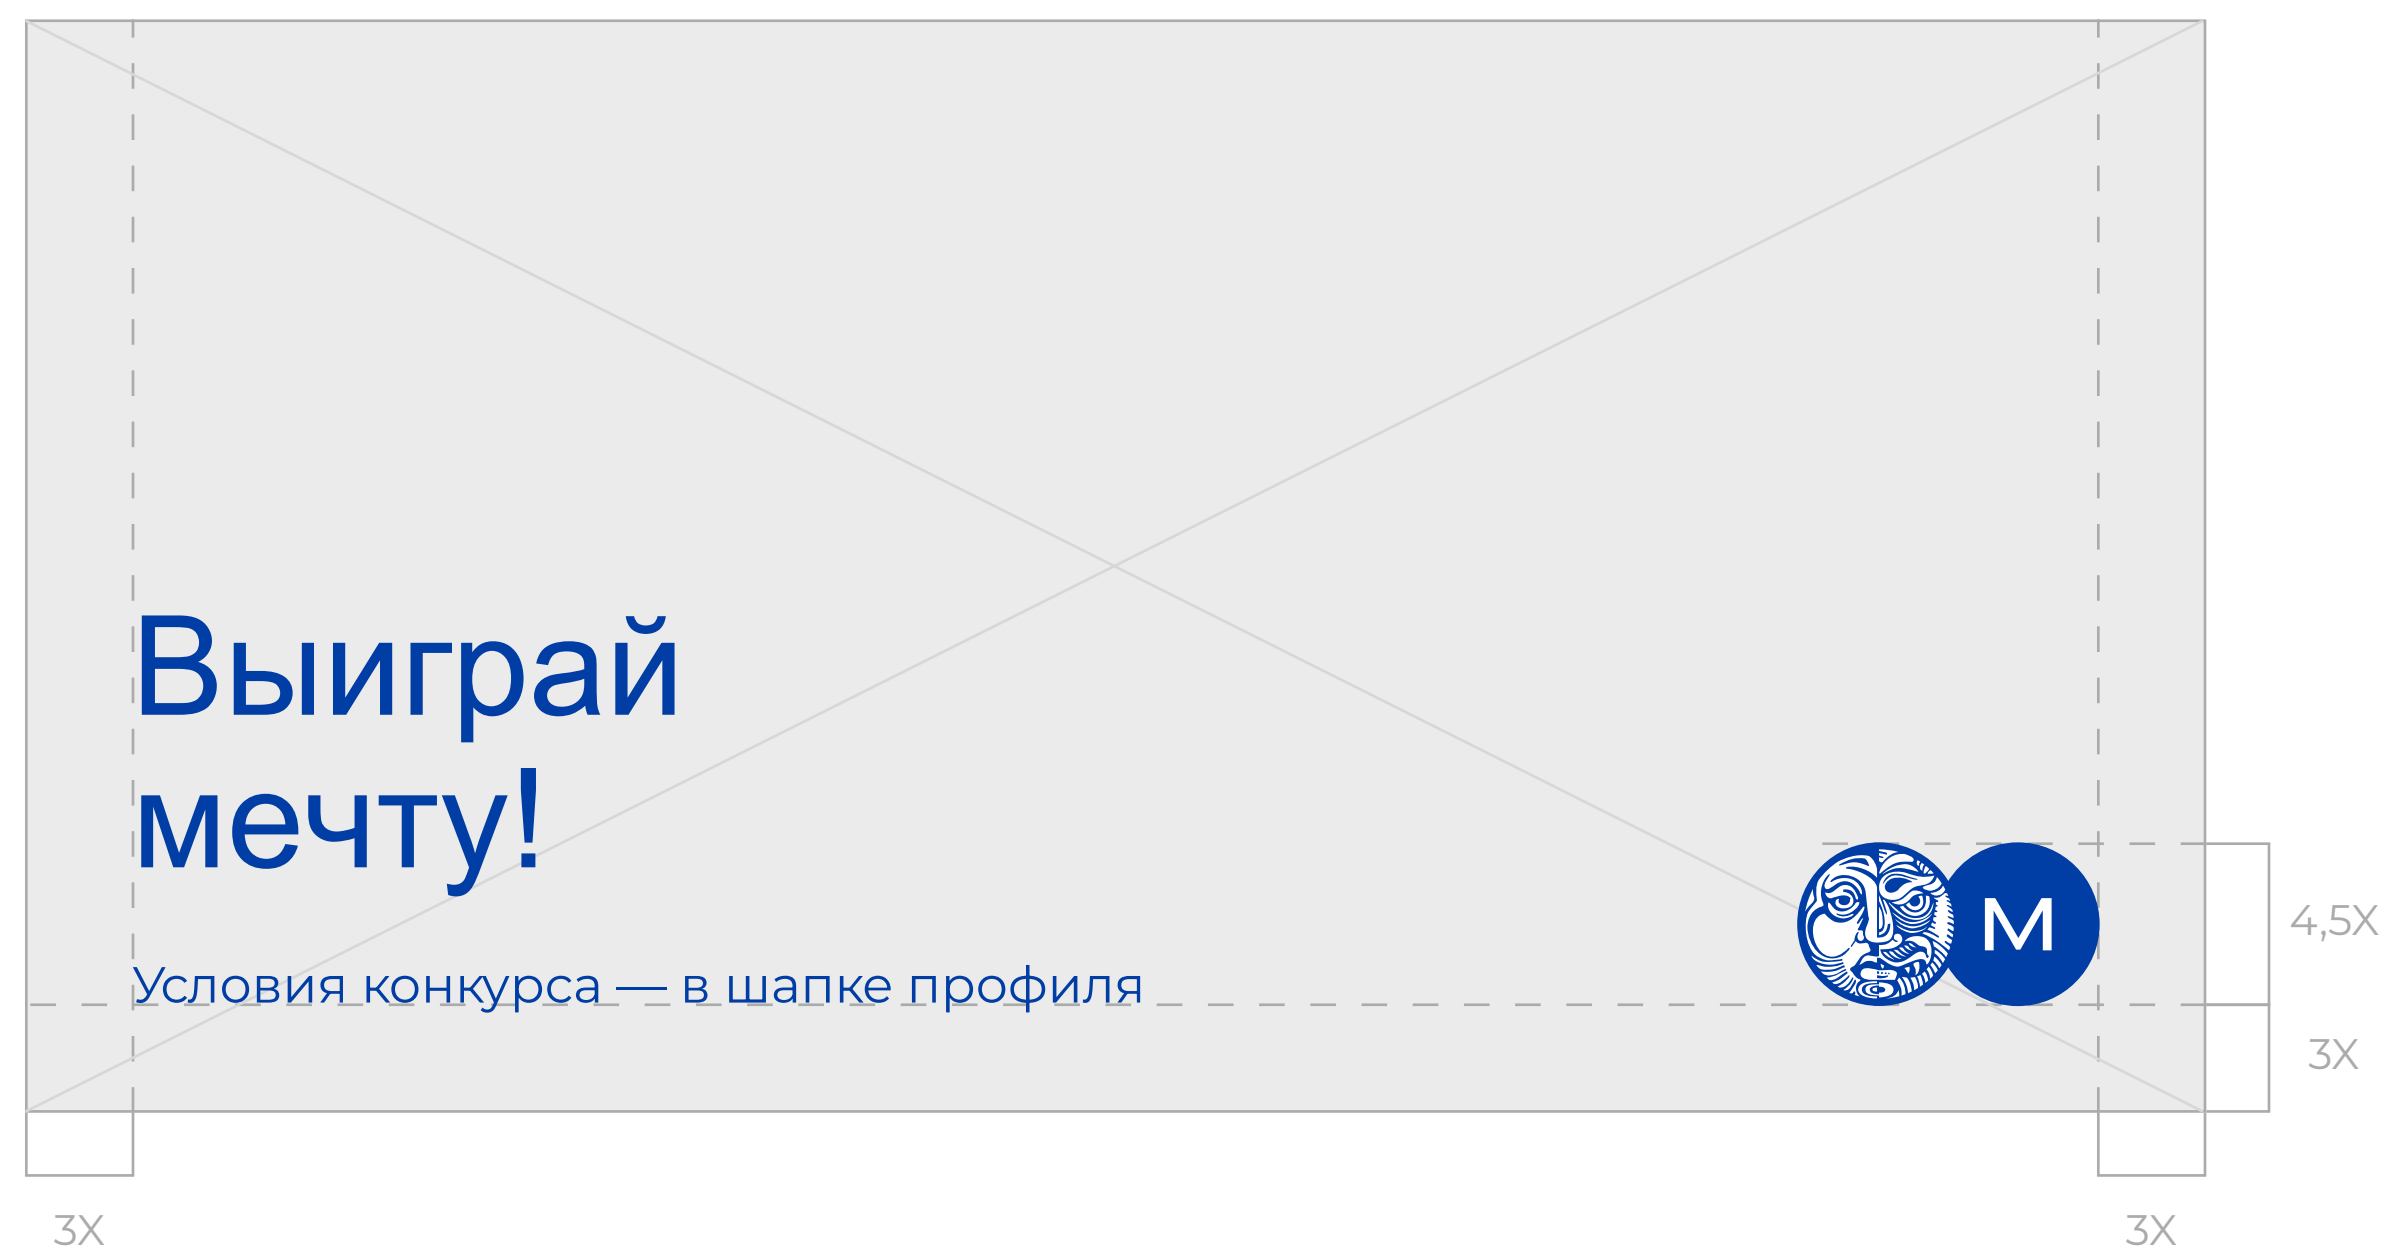 Выиграй
мечту!
Условия конкурса — в шапке профиля
М
4,5X
3X
3X
3X